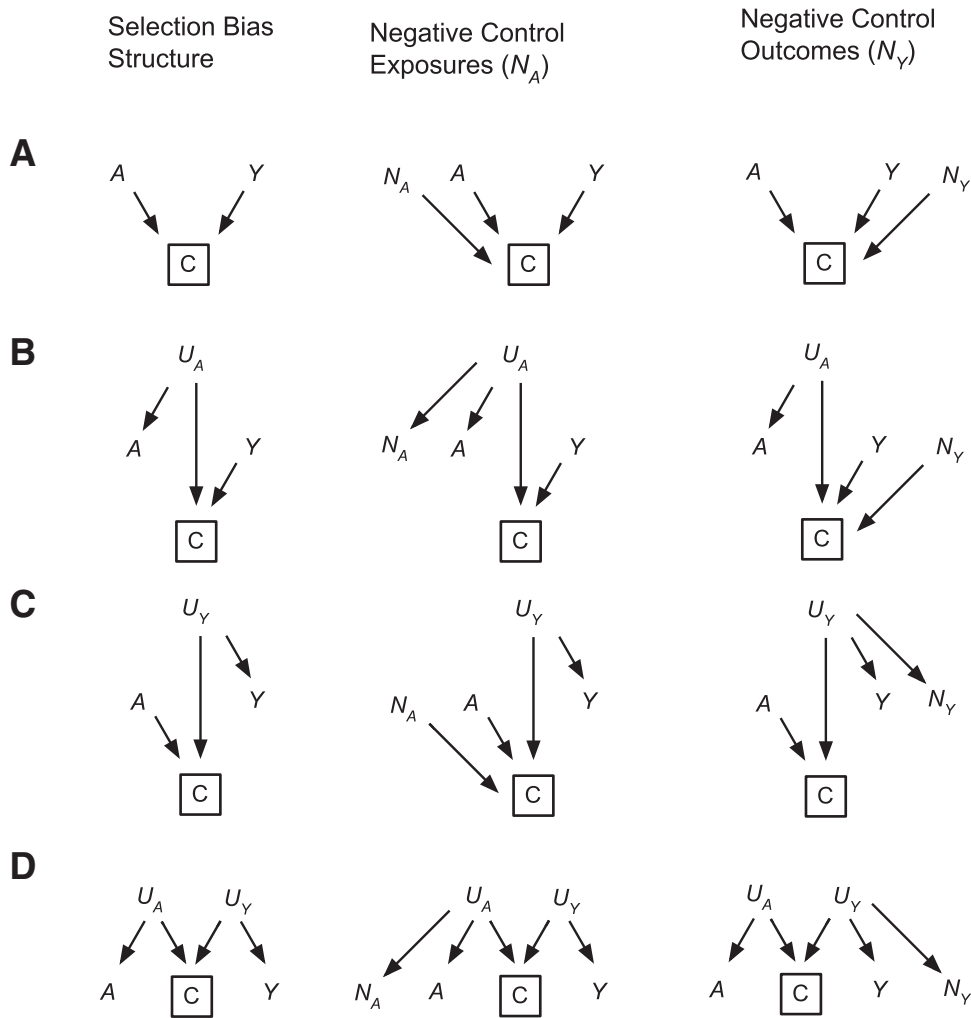 Selection Bias
Structure
Negative Control
Exposures (N_A)
Negative Control
Outcomes (N_Y)
A
A Y
C
N_A A Y
C
A Y N_Y
C
B
U_A
A Y
C
U_A
N_A A Y
C
U_A
A Y N_Y
C
C
U_Y
A Y
C
U_Y
N_A A Y
C
U_Y
A Y N_Y
C
D
U_A U_Y
A C Y
U_A U_Y
N_A A C Y
U_A U_Y
A C Y N_Y